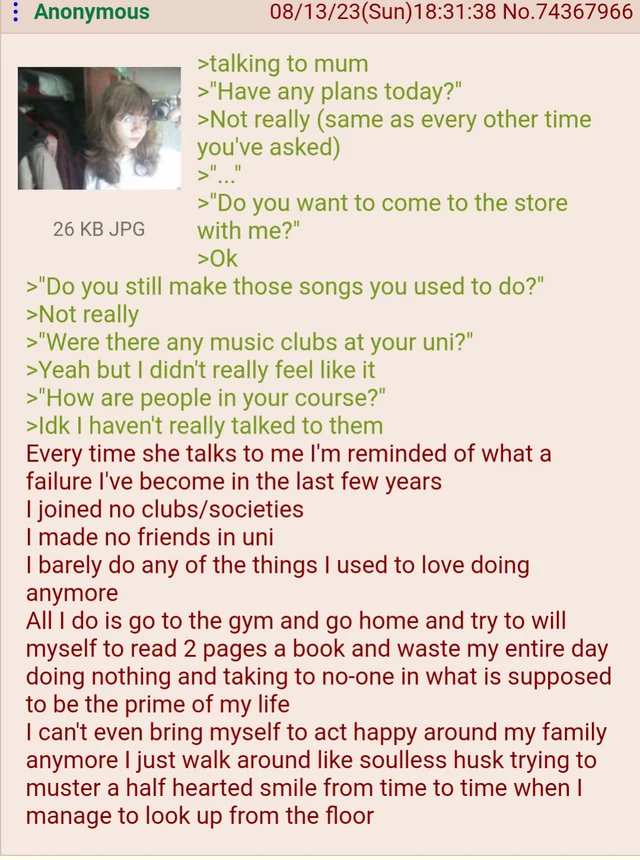 Anonymous 08/13/23(Sun)18:31:38 No.74367966
>talking to mum
>"Have any plans today?"
>Not really (same as every other time
you've asked)
>"..."
>"Do you want to come to the store
with me?"
>Ok
26 KB JPG
>"Do you still make those songs you used to do?"
>Not really
>"Were there any music clubs at your uni?"
>Yeah but I didn't really feel like it
>"How are people in your course?"
>Idk I haven't really talked to them
Every time she talks to me I'm reminded of what a
failure I've become in the last few years
I joined no clubs/societies
I made no friends in uni
I barely do any of the things I used to love doing
anymore
All I do is go to the gym and go home and try to will
myself to read 2 pages a book and waste my entire day
doing nothing and taking to no-one in what is supposed
to be the prime of my life
I can't even bring myself to act happy around my family
anymore I just walk around like soulless husk trying to
muster a half hearted smile from time to time when I
manage to look up from the floor